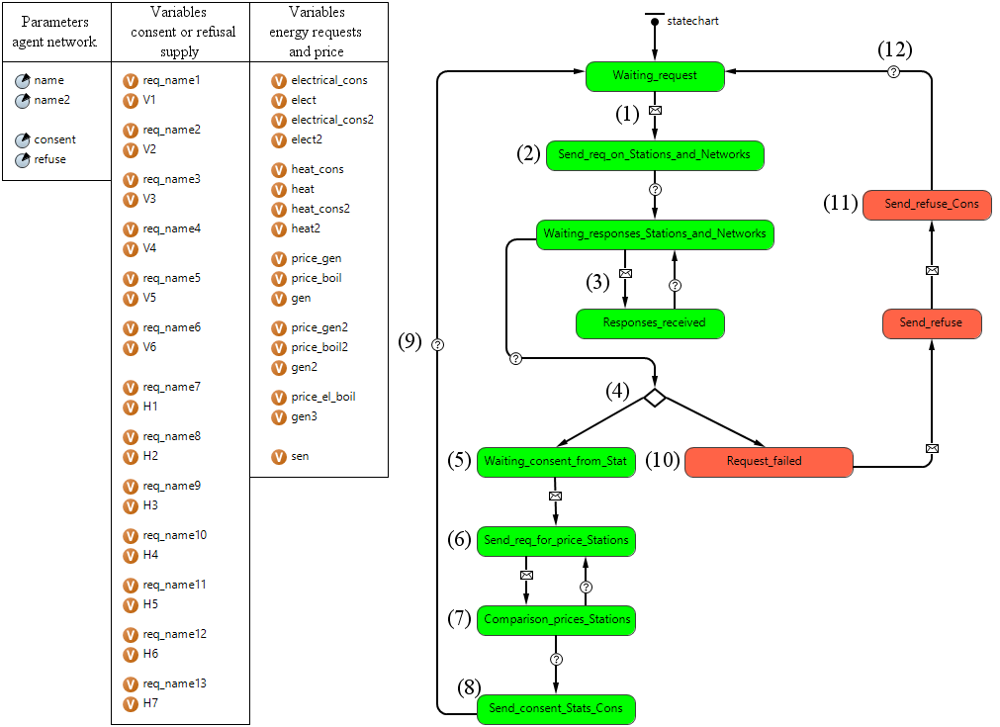 Parameters
agent network
name
name2
consent
refuse
Variables
consent or refusal
supply
req_name1
V1
req_name2
V2
req_name3
V3
req_name4
V4
req_name5
V5
req_name6
V6
req_name7
H1
req_name8
H2
req_name9
H3
req_name10
H4
req_name11
H5
req_name12
H6
req_name13
H7
Variables
energy requests
and price
electrical_cons
elect
electrical_cons2
elect2
heat_cons
heat
heat_cons2
heat2
price_gen
price_boil
gen
price_gen2
price_boil2
gen2
price_el_boil
gen3
sen
statechart
Waiting_request
(1)
(2)
Send_req_on_Stations_and_Networks
Waiting_responses_Stations_and_Networks
(3)
Responses_received
(4)
(5)
Waiting_consent_from_Stat
(6)
Send_req_for_price_Stations
(7)
Comparison_prices_Stations
(8)
Send_consent_Stats_Cons
(9)
(10)
Request_failed
Send_refuse
(11)
Send_refuse_Cons
(12)